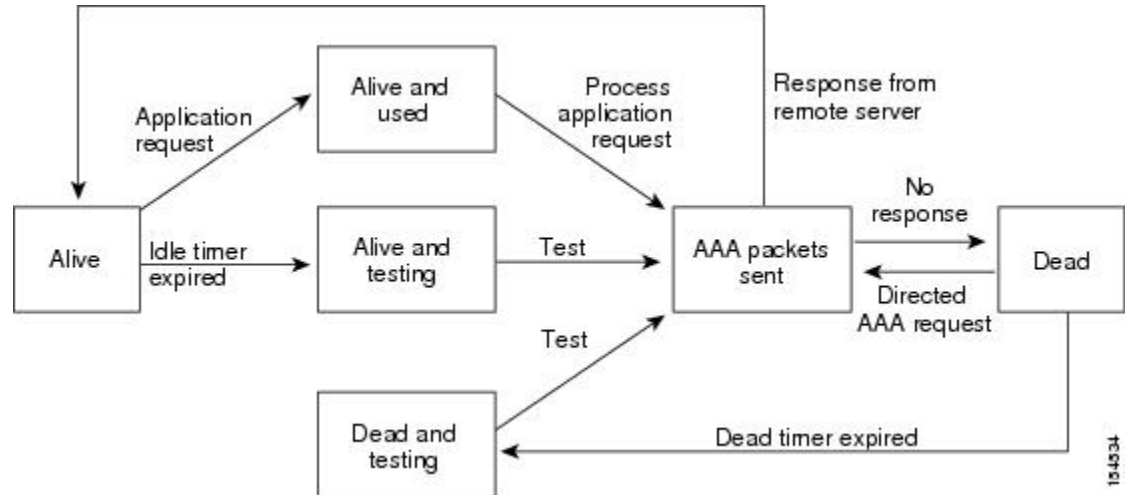 Alive and
used
Process
application
request
Response from
remote server
Application
request
No
response
Alive
Idle timer
expired
Alive and
testing
Test
AAA packets
sent
Dead
Directed
AAA request
Test
Dead and
testing
Dead timer expired
154534